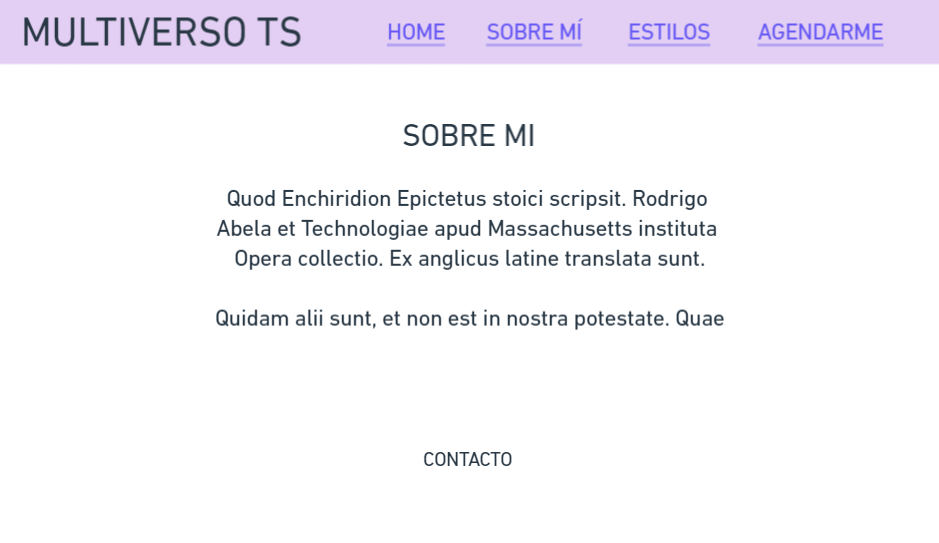 MULTIVERSO TS
HOME
SOBRE MÍ
ESTILOS
AGENDARME
SOBRE MI
Quod Enchiridion Epictetus stoici scripsit. Rodrigo
Abela et Technologiae apud Massachusetts instituta
Opera collectio. Ex anglicus latine translata sunt.
Quidam alii sunt, et non est in nostra potestate. Quae
CONTACTO